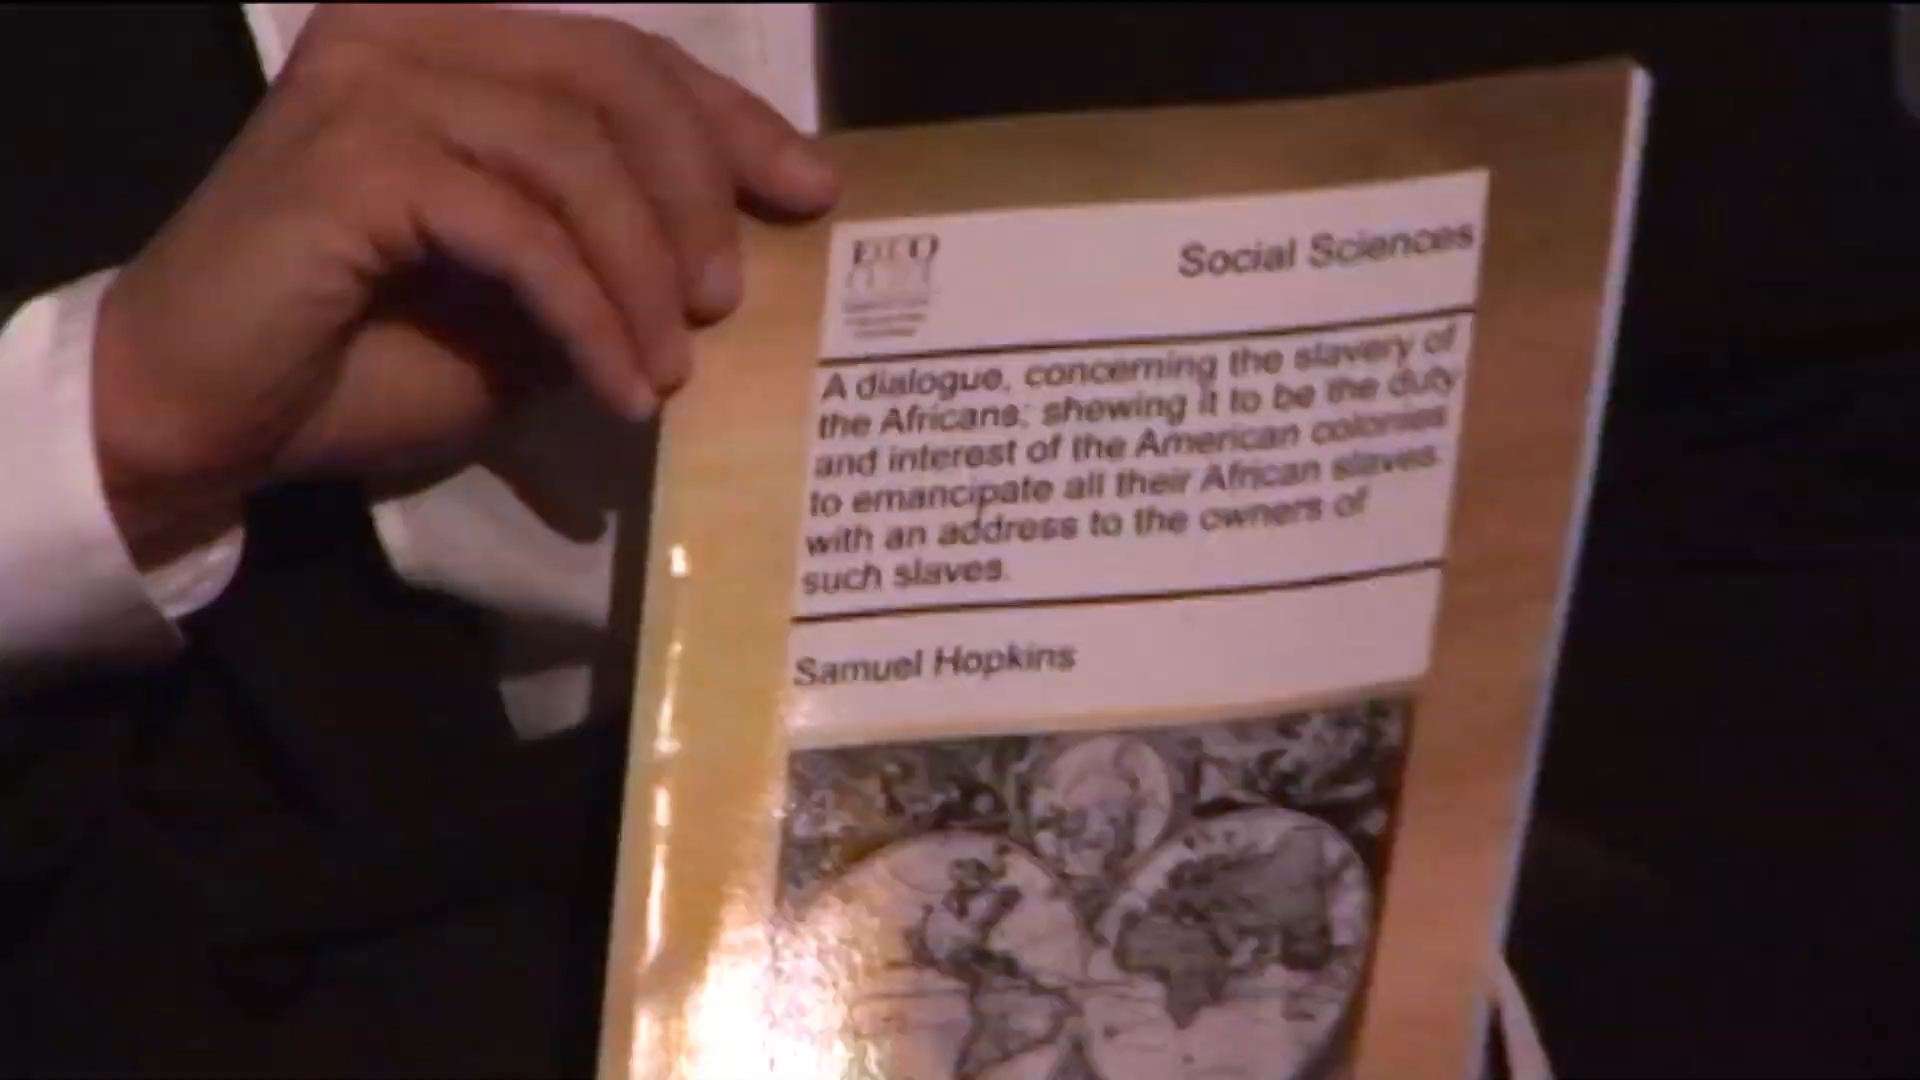 ECCO
Social Sciences
A dialogue, concerning the slavery of
the Africans; shewing it to be the duty
and interest of the American colonies
to emancipate all their African slaves:
with an address to the owners of
such slaves.
Samuel Hopkins